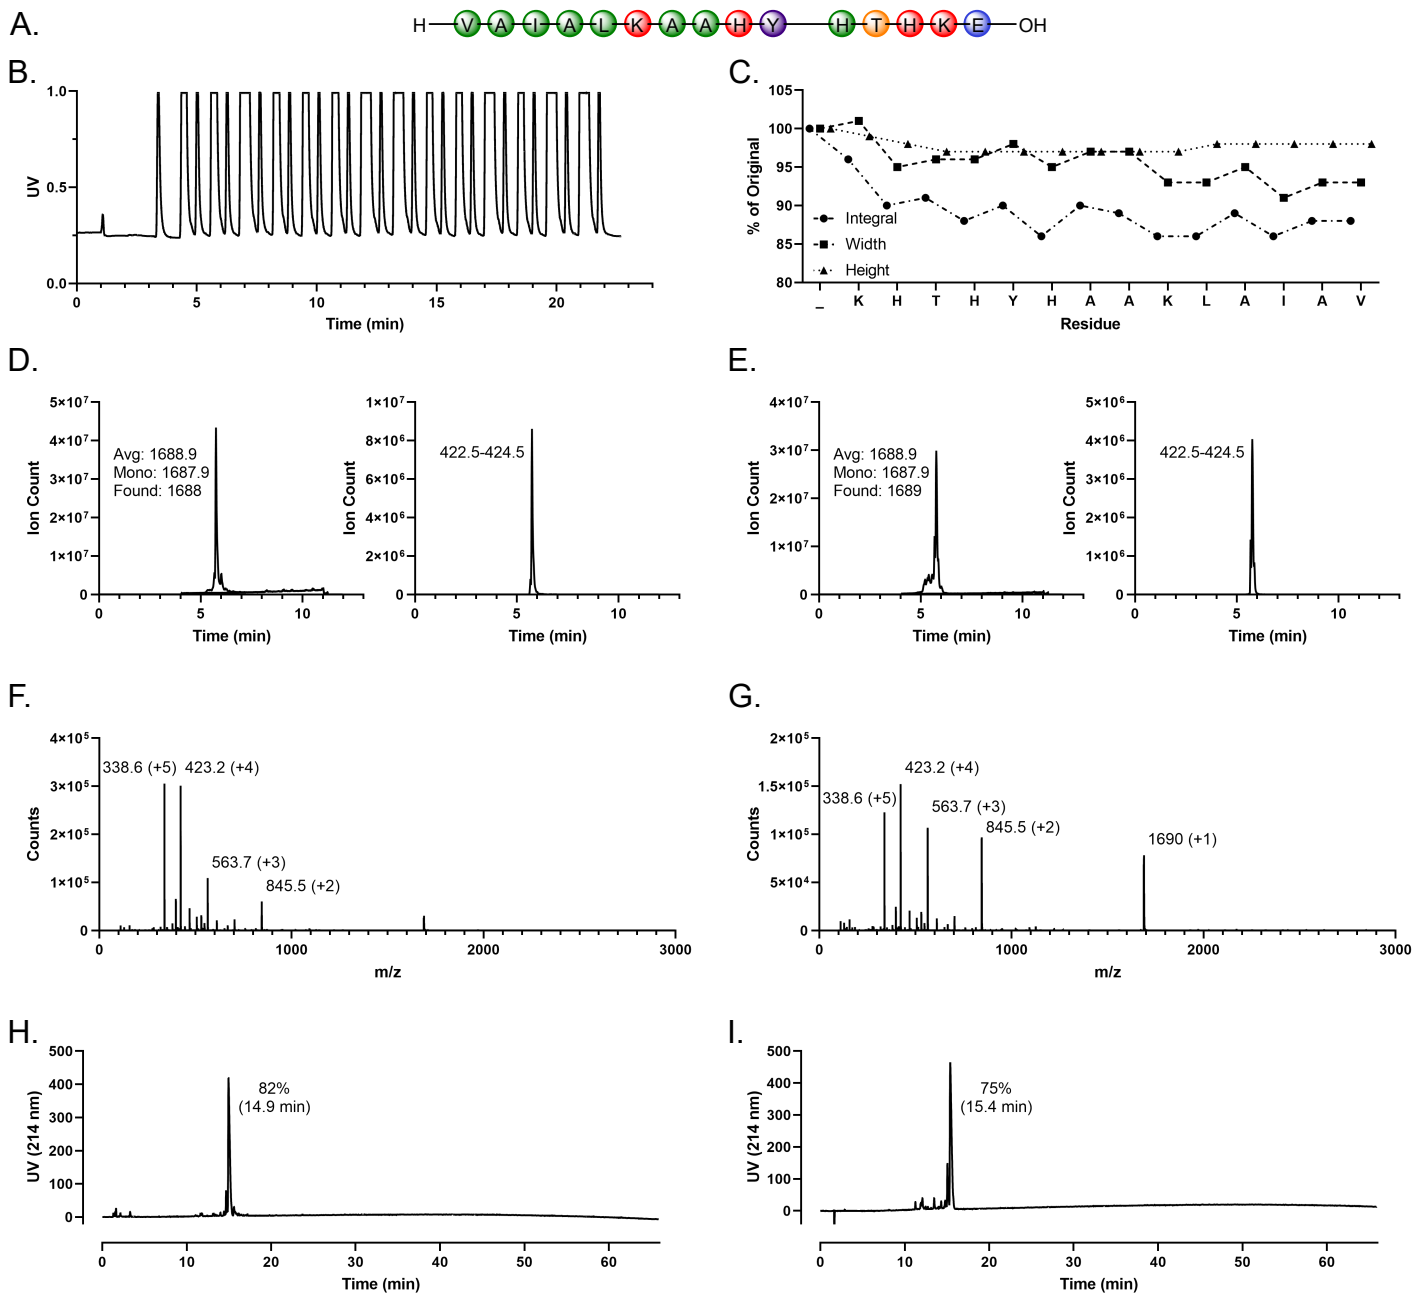 A.
H V A I A L K A A H Y H T H K E OH
B.
1.0
0.5
0.0
UV
0 5 10 15 20
Time (min)
C.
105
100
95
90
85
80
% of Original
Integral
Width
Height
_ K H T H Y H A A K L A I A V
Residue
D.
5×10⁷
4×10⁷
3×10⁷
2×10⁷
1×10⁷
0
Ion Count
Avg: 1688.9
Mono: 1687.9
Found: 1688
0 5 10
Time (min)
1×10⁷
8×10⁶
6×10⁶
4×10⁶
2×10⁶
0
Ion Count
422.5-424.5
0 5 10
Time (min)
E.
4×10⁷
3×10⁷
2×10⁷
1×10⁷
0
Ion Count
Avg: 1688.9
Mono: 1687.9
Found: 1689
0 5 10
Time (min)
5×10⁶
4×10⁶
3×10⁶
2×10⁶
1×10⁶
0
Ion Count
422.5-424.5
0 5 10
Time (min)
F.
4×10⁵
3×10⁵
2×10⁵
1×10⁵
0
Counts
338.6 (+5) 423.2 (+4)
563.7 (+3)
845.5 (+2)
0 1000 2000 3000
m/z
G.
2×10⁵
1.5×10⁵
1×10⁵
5×10⁴
0
Counts
423.2 (+4)
338.6 (+5)
563.7 (+3)
845.5 (+2)
1690 (+1)
0 1000 2000 3000
m/z
H.
500
400
300
200
100
0
UV (214 nm)
82%
(14.9 min)
0 10 20 30 40 50 60
Time (min)
I.
500
400
300
200
100
0
UV (214 nm)
75%
(15.4 min)
0 10 20 30 40 50 60
Time (min)